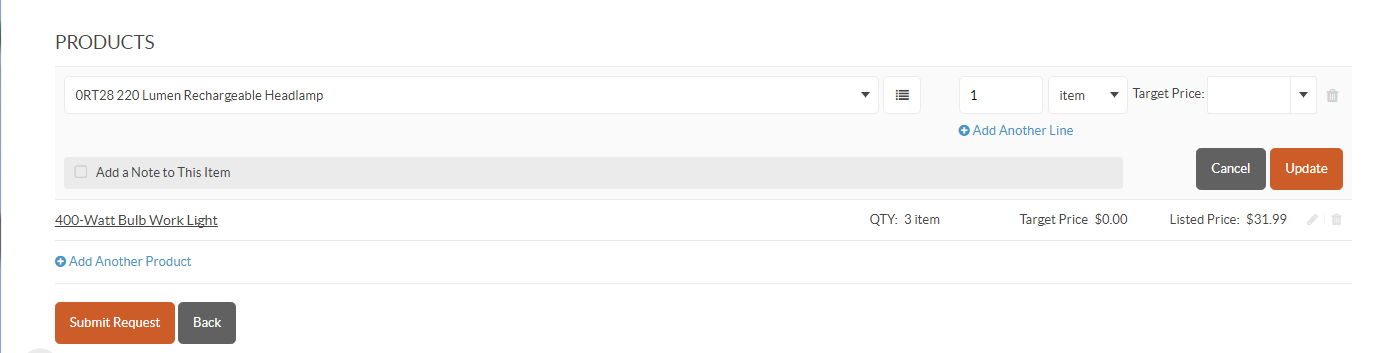 PRODUCTS
0RT28 220 Lumen Rechargeable Headlamp 1 item Target Price:
Add Another Line
Add a Note to This Item Cancel Update
400-Watt Bulb Work Light QTY: 3 item Target Price $0.00 Listed Price: $31.99
Add Another Product
Submit Request Back